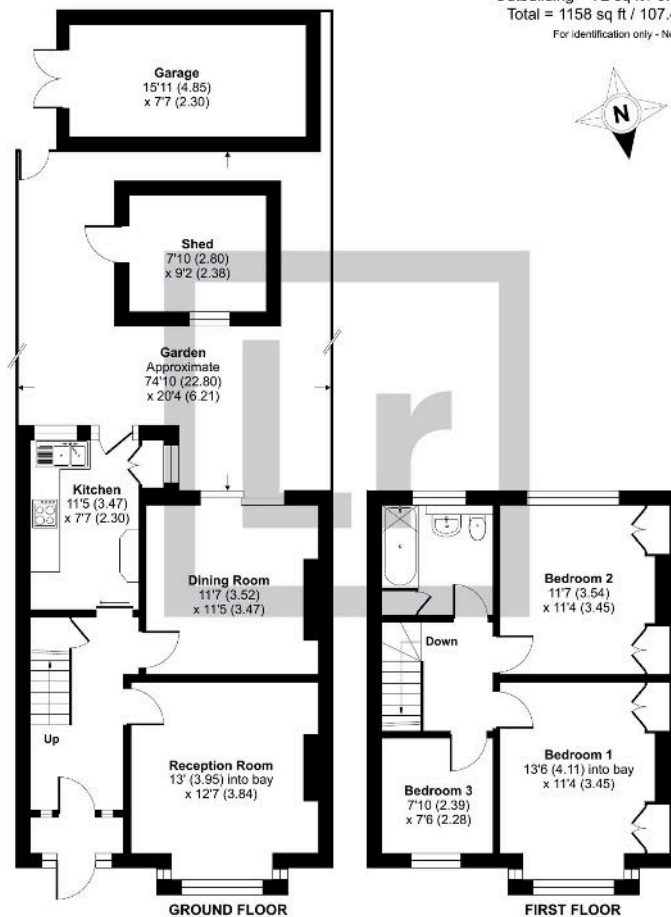 Total = 1158 sq ft / 107.
For identification only - N
N
Garage
15'11 (4.85)
x 7'7 (2.30)
Shed
7'10 (2.80)
x 9'2 (2.38)
Garden
Approximate
74'10 (22.80)
x 20'4 (6.21)
Kitchen
11'5 (3.47)
x 7'7 (2.30)
Dining Room
11'7 (3.52)
x 11'5 (3.47)
Up
Reception Room
13' (3.95) into bay
x 12'7 (3.84)
GROUND FLOOR
Bedroom 2
11'7 (3.54)
x 11'4 (3.45)
Down
Bedroom 1
13'6 (4.11) into bay
x 11'4 (3.45)
Bedroom 3
7'10 (2.39)
x 7'6 (2.28)
FIRST FLOOR
lr